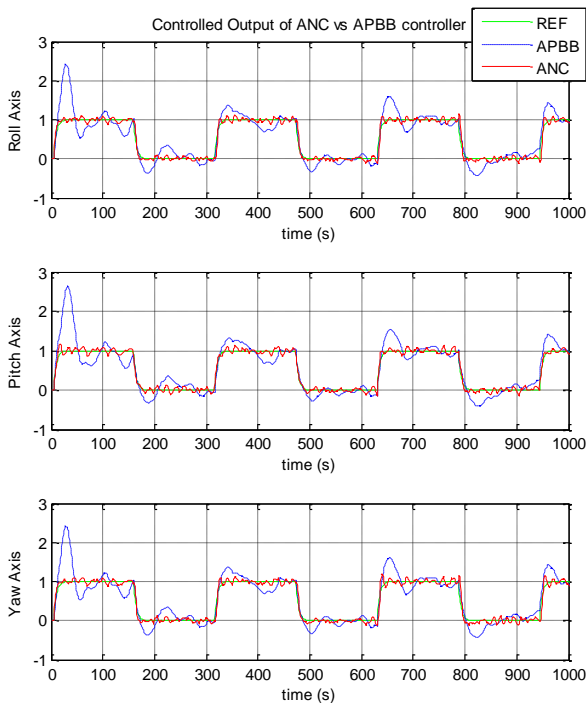 Controlled Output of ANC vs APBB controller
REF
APBB
ANC
3
2
1
0
-1
Roll Axis
0 100 200 300 400 500 600 700 800 900 1000
time (s)
3
2
1
0
-1
Pitch Axis
0 100 200 300 400 500 600 700 800 900 1000
time (s)
3
2
1
0
-1
Yaw Axis
0 100 200 300 400 500 600 700 800 900 1000
time (s)